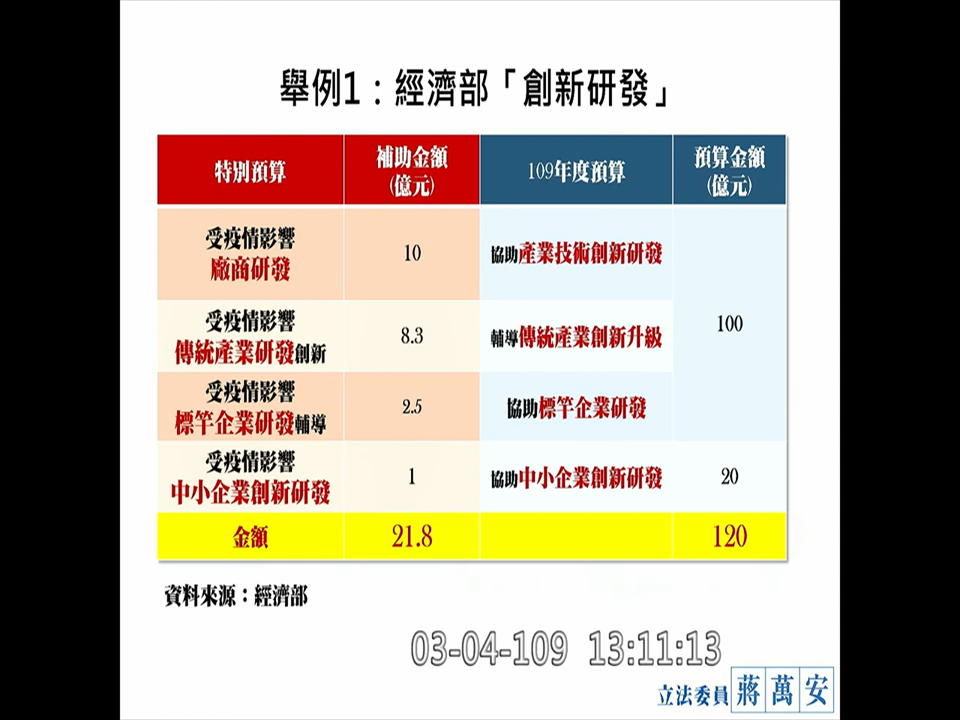 舉例1：經濟部「創新研發」
特別預算
補助金額
(億元)
109年度預算
預算金額
(億元)
受疫情影響
廠商研發
10
協助產業技術創新研發
100
受疫情影響
傳統產業研發創新
8.3
輔導傳統產業創新升級
受疫情影響
標竿企業研發輔導
2.5
協助標竿企業研發
受疫情影響
中小企業創新研發
1
協助中小企業創新研發
20
金額
21.8
120
資料來源：經濟部
03-04-109 13:11:13
立法委員 蔣萬安